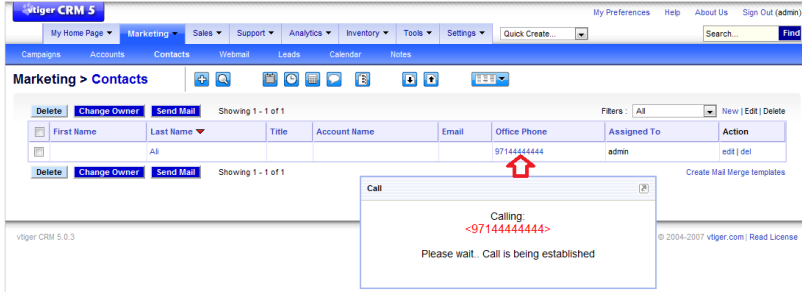 vtiger CRM 5
My Preferences Help About Us Sign Out (admin)
My Home Page Marketing Sales Support Analytics Inventory Tools Settings Quick Create... Search... Find
Campaigns Accounts Contacts Webmail Leads Calendar Notes
Marketing > Contacts
Delete Change Owner Send Mail Showing 1 - 1 of 1 Filters : All New | Edit | Delete
First Name Last Name Title Account Name Email Office Phone Assigned To Action
Ali 97144444444 admin edit | del
Delete Change Owner Send Mail Showing 1 - 1 of 1 Create Mail Merge templates
Call
Calling:
<97144444444>
Please wait.. Call is being established
vtiger CRM 5.0.3 © 2004-2007 vtiger.com | Read License